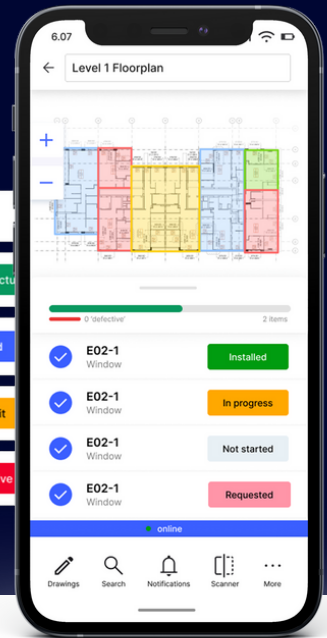 6.07
Level 1 Floorplan
+
−
0 'defective'
2 items
E02-1
Window
Installed
E02-1
Window
In progress
E02-1
Window
Not started
E02-1
Window
Requested
online
Drawings
Search
Notifications
Scanner
More